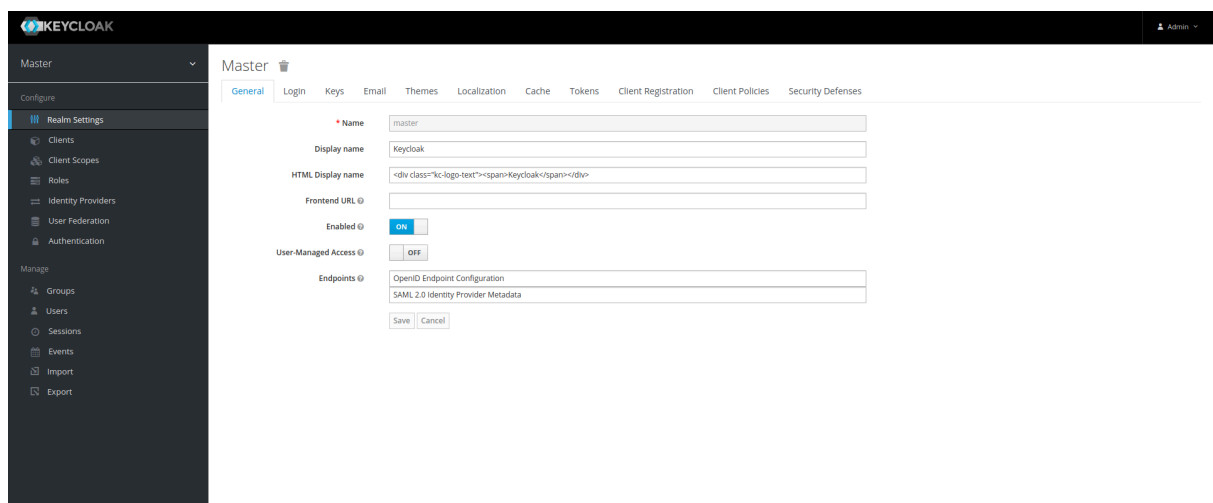 KEYCLOAK
Admin
Master
Configure
Realm Settings
Clients
Client Scopes
Roles
Identity Providers
User Federation
Authentication
Manage
Groups
Users
Sessions
Events
Import
Export
Master
General Login Keys Email Themes Localization Cache Tokens Client Registration Client Policies Security Defenses
* Name master
Display name Keycloak
HTML Display name <div class="kc-logo-text"><span>Keycloak</span></div>
Frontend URL
Enabled ON
User-Managed Access OFF
Endpoints OpenID Endpoint Configuration
SAML 2.0 Identity Provider Metadata
Save Cancel